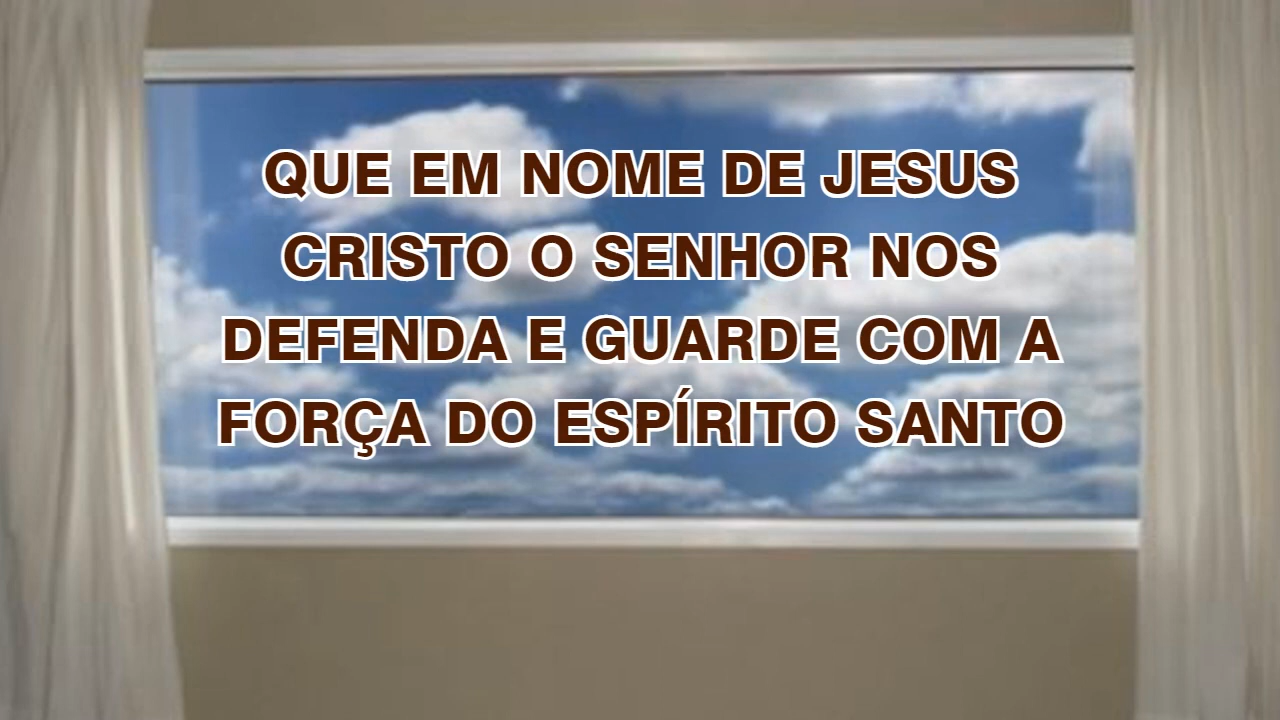 QUE EM NOME DE JESUS
CRISTO O SENHOR NOS
DEFENDA E GUARDE COM A
FORÇA DO ESPÍRITO SANTO